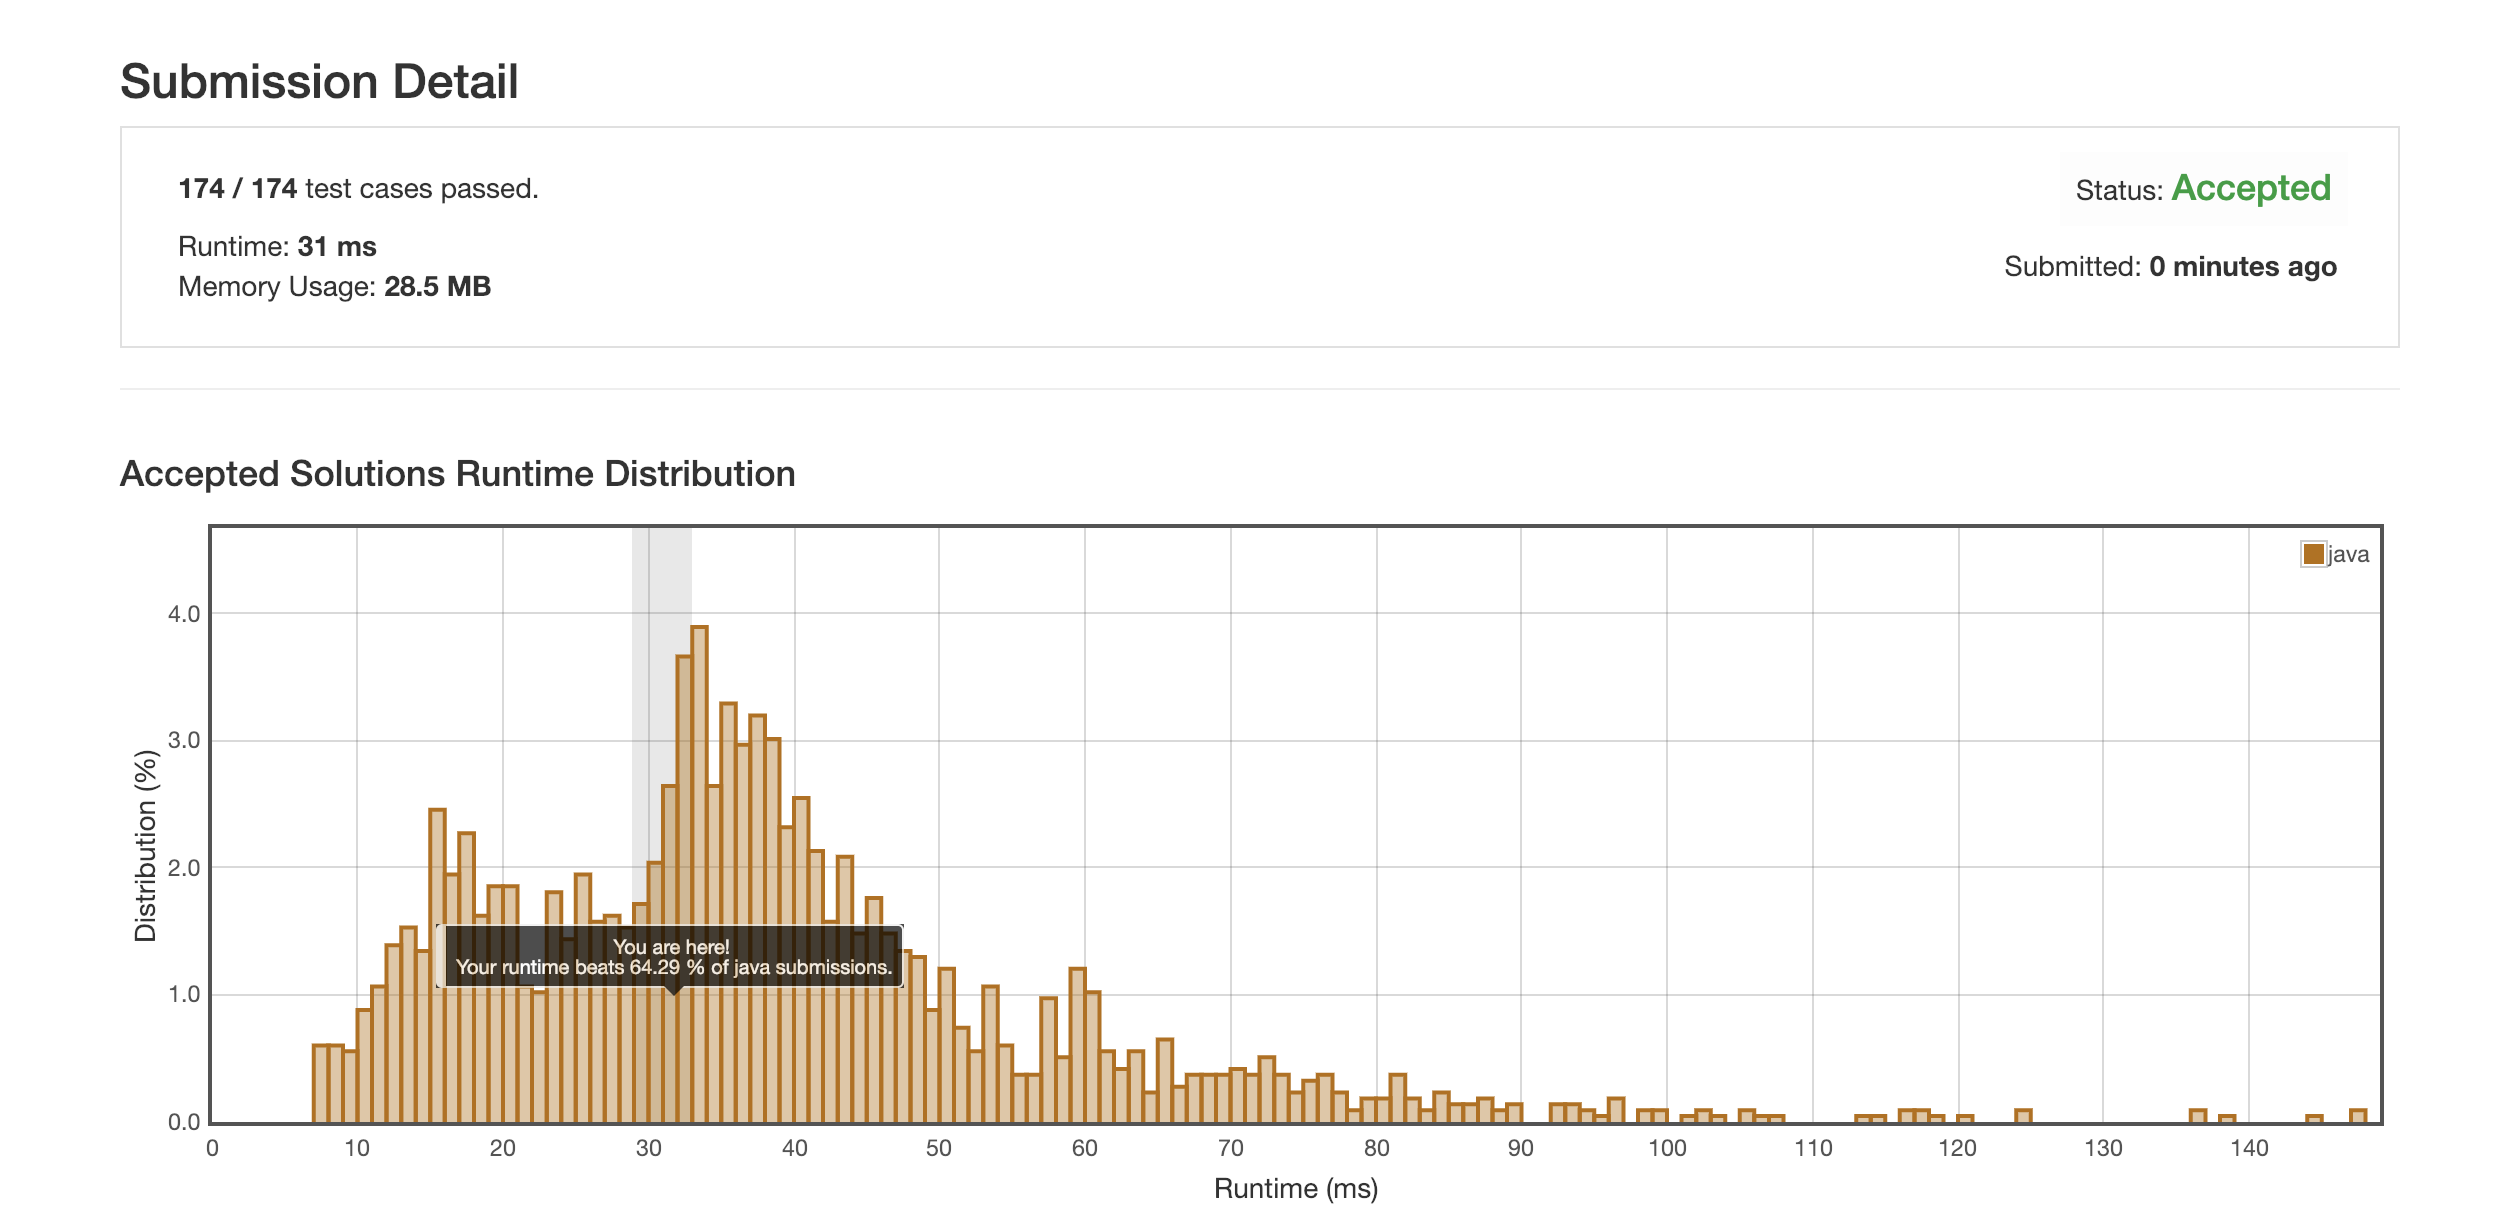 Submission Detail
174 / 174 test cases passed.
Status: Accepted
Runtime: 31 ms
Submitted: 0 minutes ago
Memory Usage: 28.5 MB
Accepted Solutions Runtime Distribution
java
4.0
3.0
2.0
1.0
0.0
Distribution (%)
You are here!
Your runtime beats 64.29 % of java submissions.
0 10 20 30 40 50 60 70 80 90 100 110 120 130 140
Runtime (ms)